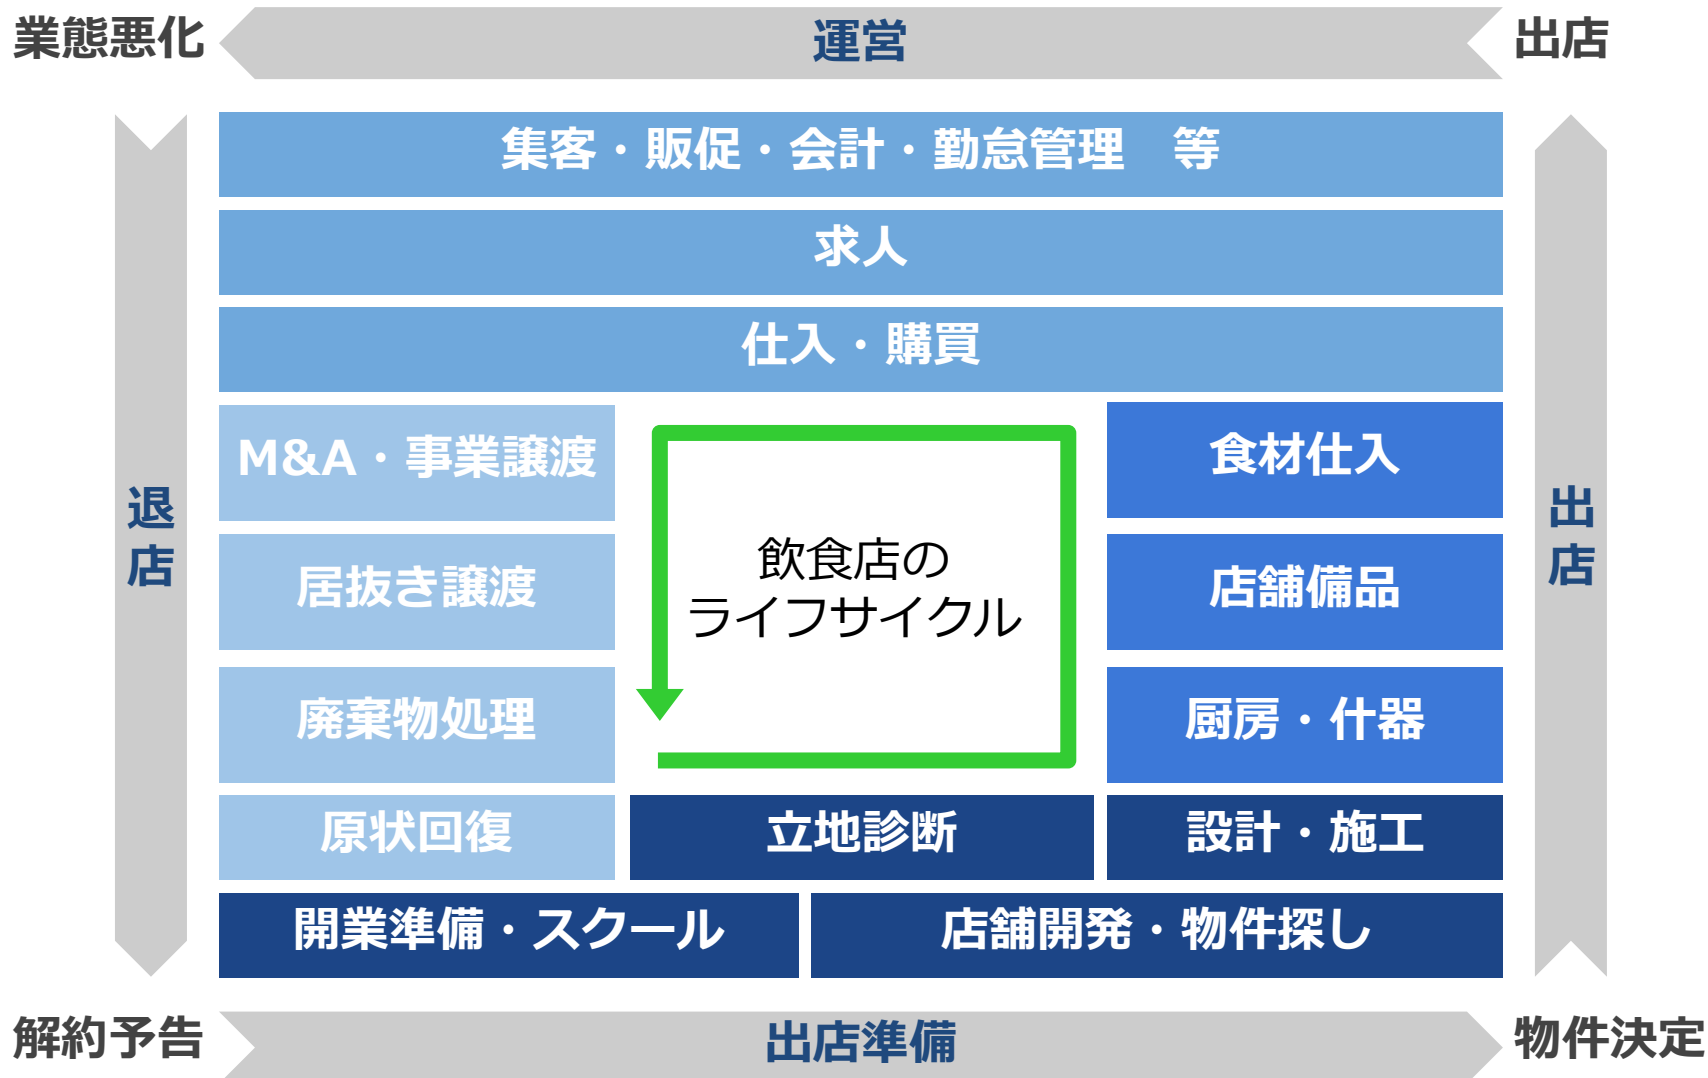 業態悪化
運営
出店
集客・販促・会計・勤怠管理　等
求人
仕入・購買
M&A・事業譲渡
食材仕入
退店
飲食店の
ライフサイクル
居抜き譲渡
店舗備品
出店
廃棄物処理
厨房・什器
原状回復
立地診断
設計・施工
開業準備・スクール
店舗開発・物件探し
解約予告
出店準備
物件決定